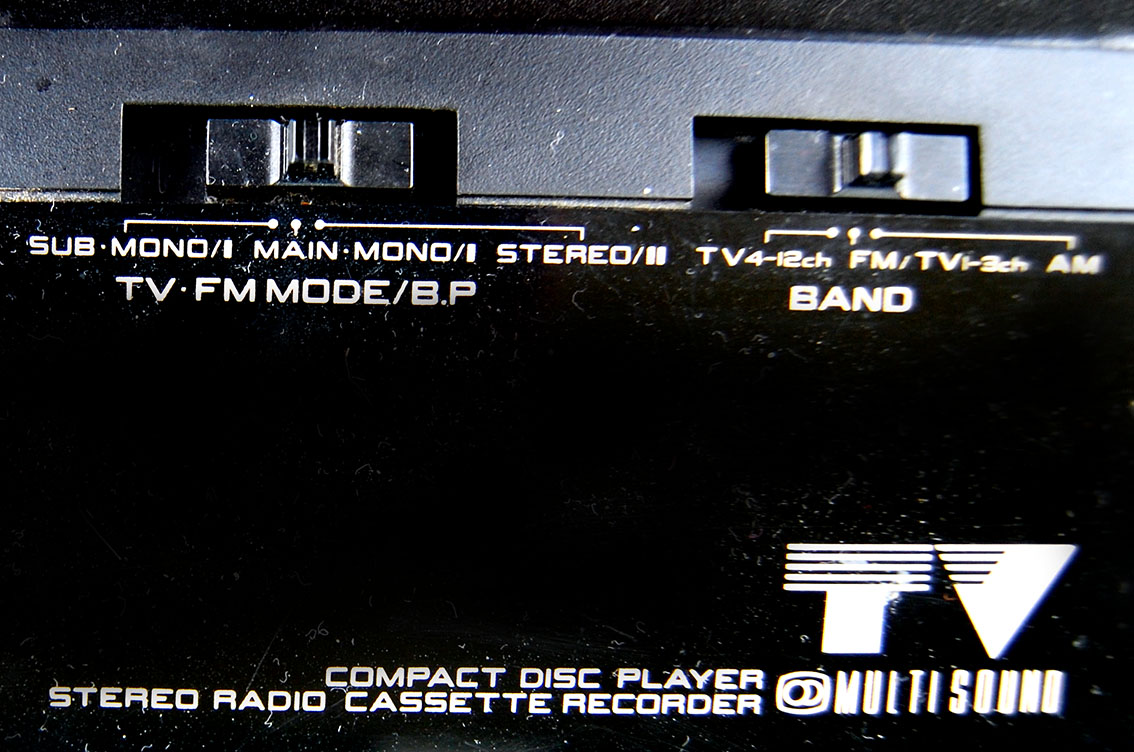 SUB·MONO/I MAIN·MONO/I STEREO/II
TV·FM MODE/B.P
TV4-12ch FM/TV1-3ch AM
BAND
TV
COMPACT DISC PLAYER
STEREO RADIO CASSETTE RECORDER
MULTI SOUND